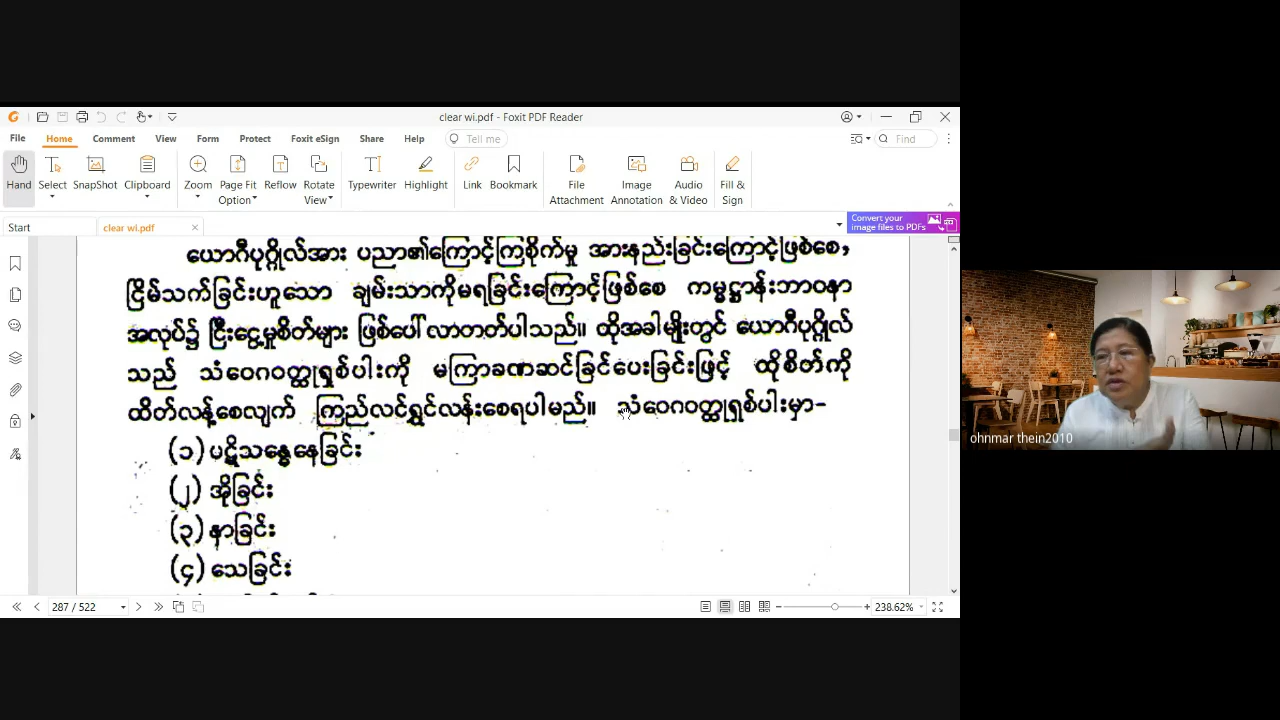 clear wi.pdf - Foxit PDF Reader
File Home Comment View Form Protect Foxit eSign Share Help Tell me Find
Hand Select SnapShot Clipboard Zoom Page Fit Option Reflow Rotate View Typewriter Highlight Link Bookmark File Attachment Image Annotation Audio & Video Fill & Sign
Start clear wi.pdf Convert your image files to PDFs
ယောဂီပုဂ္ဂိုလ်အား ပညာ၏ကြောင့်ကြစိုက်မှု အားနည်းခြင်းကြောင့်ဖြစ်စေ,
ငြိမ်သက်ခြင်းဟူသော ချမ်းသာကိုမရခြင်းကြောင့်ဖြစ်စေ ကမ္မဋ္ဌာန်းဘာဝနာ
အလုပ်၌ ငြီးငွေ့မှုစိတ်များ ဖြစ်ပေါ်လာတတ်ပါသည်။ ထိုအခါမျိုးတွင် ယောဂီပုဂ္ဂိုလ်
သည် သံဝေဂဝတ္ထုရှစ်ပါးကို မကြာခဏဆင်ခြင်ပေးခြင်းဖြင့် ထိုစိတ်ကို
ထိတ်လန့်စေလျက် ကြည်လင်ရွှင်လန်းစေရပါမည်။ သံဝေဂဝတ္ထုရှစ်ပါးမှာ–
(၁) ပဋိသန္ဓေနေခြင်း
(၂) အိုခြင်း
(၃) နာခြင်း
(၄) သေခြင်း
287 / 522 238.62%
ohnmar thein2010